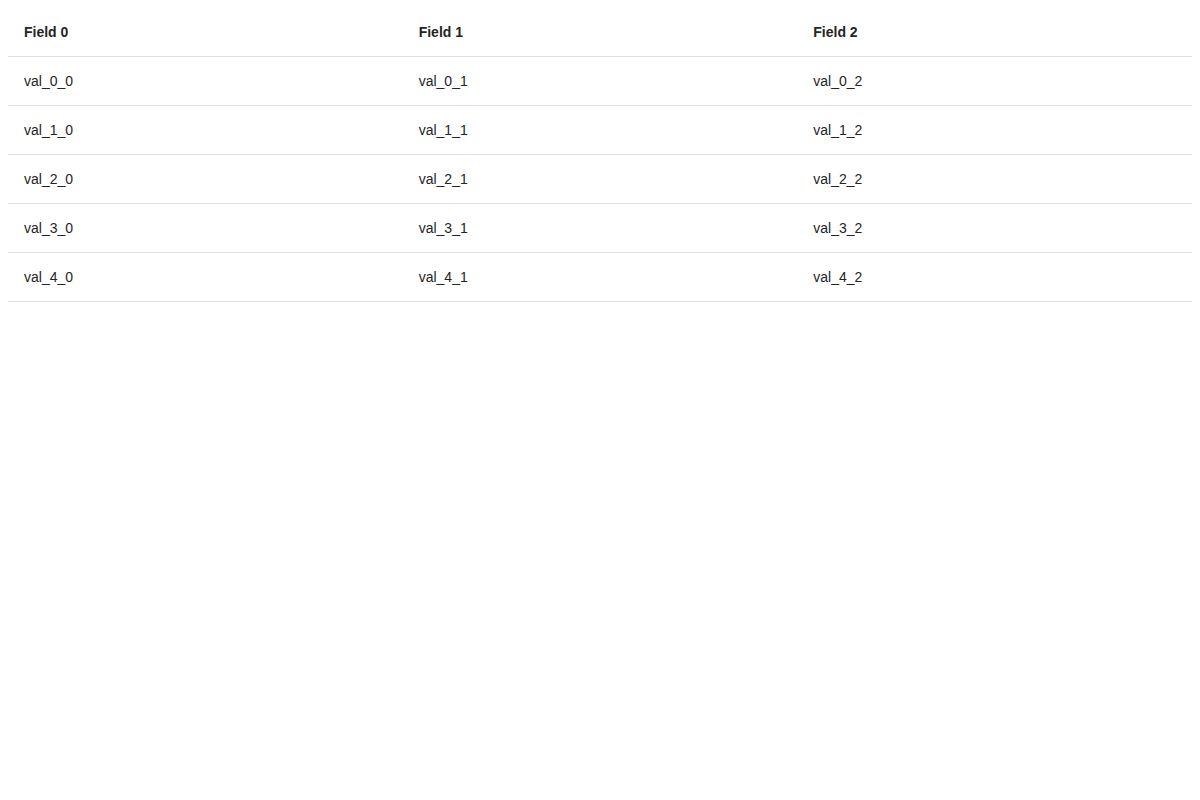 Field 0 Field 1 Field 2
val_0_0 val_0_1 val_0_2
val_1_0 val_1_1 val_1_2
val_2_0 val_2_1 val_2_2
val_3_0 val_3_1 val_3_2
val_4_0 val_4_1 val_4_2